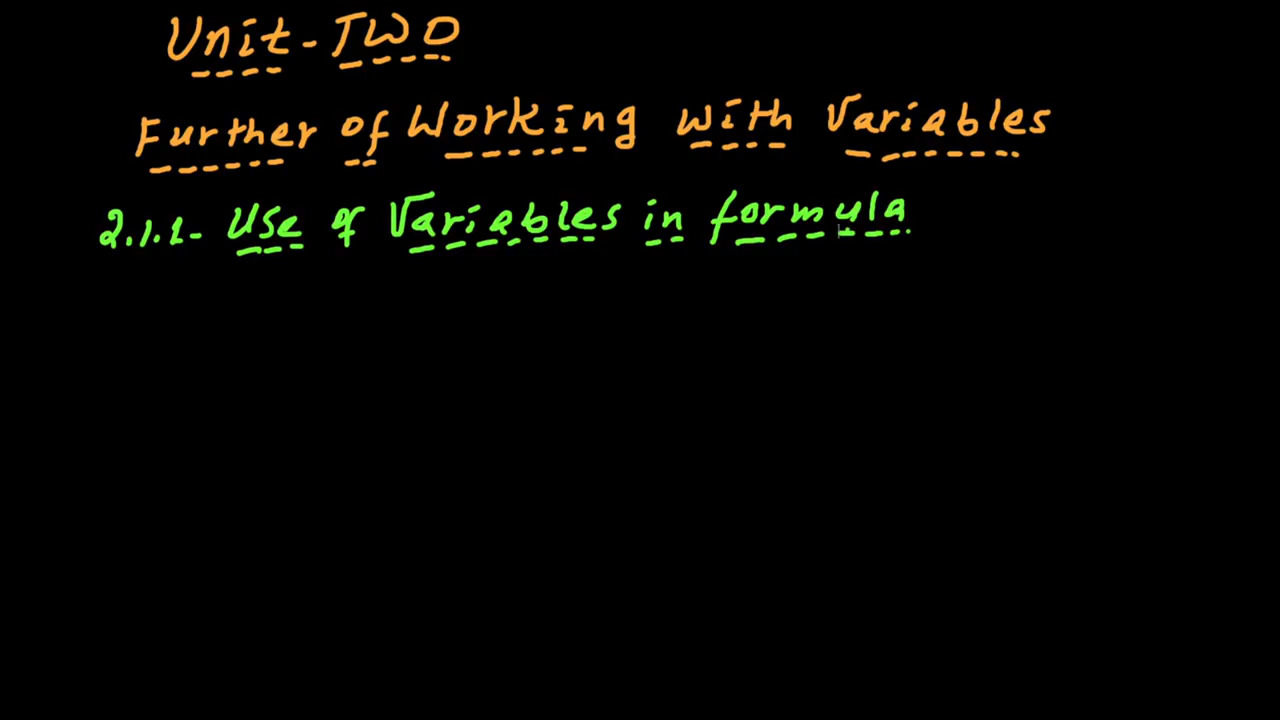 Unit-TWO
Further of Working with Variables
2.1.1- Use of Variables in formula.